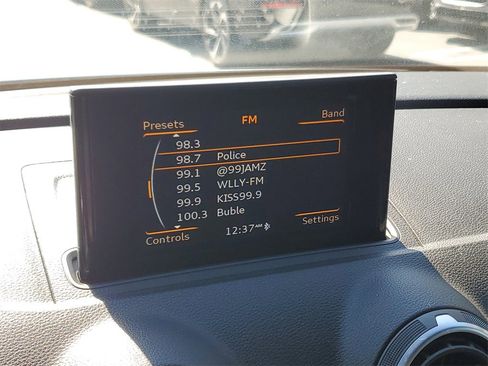 Presets FM Band
98.3
98.7 Police
99.1 @99JAMZ
99.5 WLLY-FM
99.9 KISS99.9
100.3 Buble
Controls 12:37AM Settings